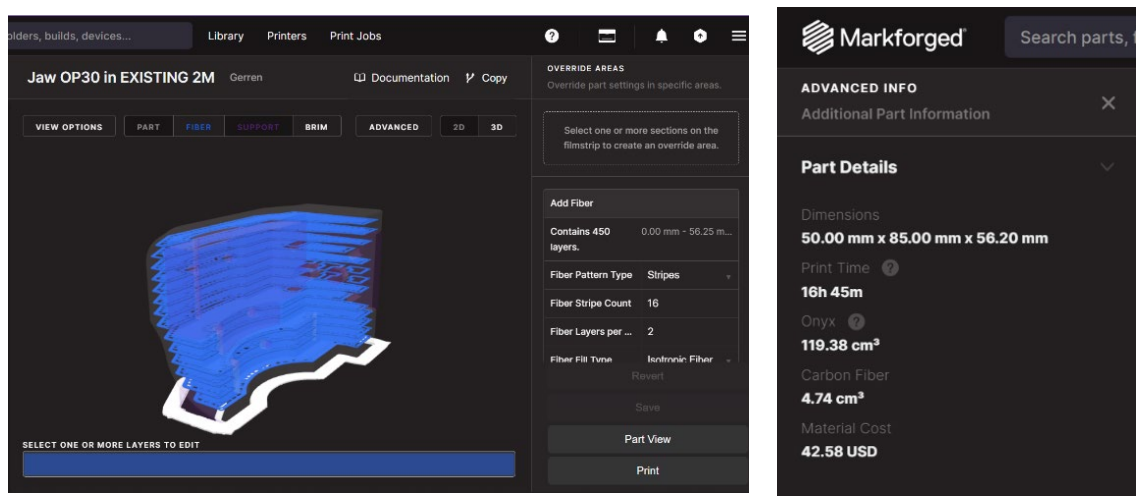 olders, builds, devices...
Library
Printers
Print Jobs
?
Jaw OP30 in EXISTING 2M
Gerren
Documentation
Copy
VIEW OPTIONS
PART
FIBER
SUPPORT
BRIM
ADVANCED
2D
3D
SELECT ONE OR MORE LAYERS TO EDIT
OVERRIDE AREAS
Override part settings in specific areas.
Select one or more sections on the
filmstrip to create an override area.
Add Fiber
Contains 450
layers.
0.00 mm - 56.25 m...
Fiber Pattern Type Stripes
Fiber Stripe Count 16
Fiber Layers per ... 2
Fiber Fill Type Isotropic Fiber
Revert
Save
Part View
Print
Markforged
Search parts, f
ADVANCED INFO
Additional Part Information
Part Details
Dimensions
50.00 mm x 85.00 mm x 56.20 mm
Print Time ?
16h 45m
Onyx ?
119.38 cm³
Carbon Fiber
4.74 cm³
Material Cost
42.58 USD